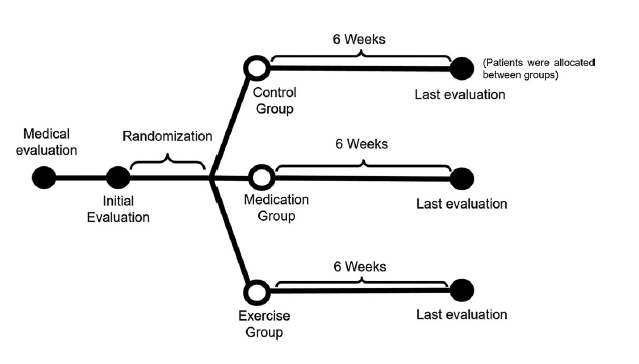 6 Weeks
(Patients were allocated
between groups)
Control
Group
Last evaluation
Medical
evaluation
Randomization
6 Weeks
Initial
Evaluation
Medication
Group
Last evaluation
6 Weeks
Exercise
Group
Last evaluation